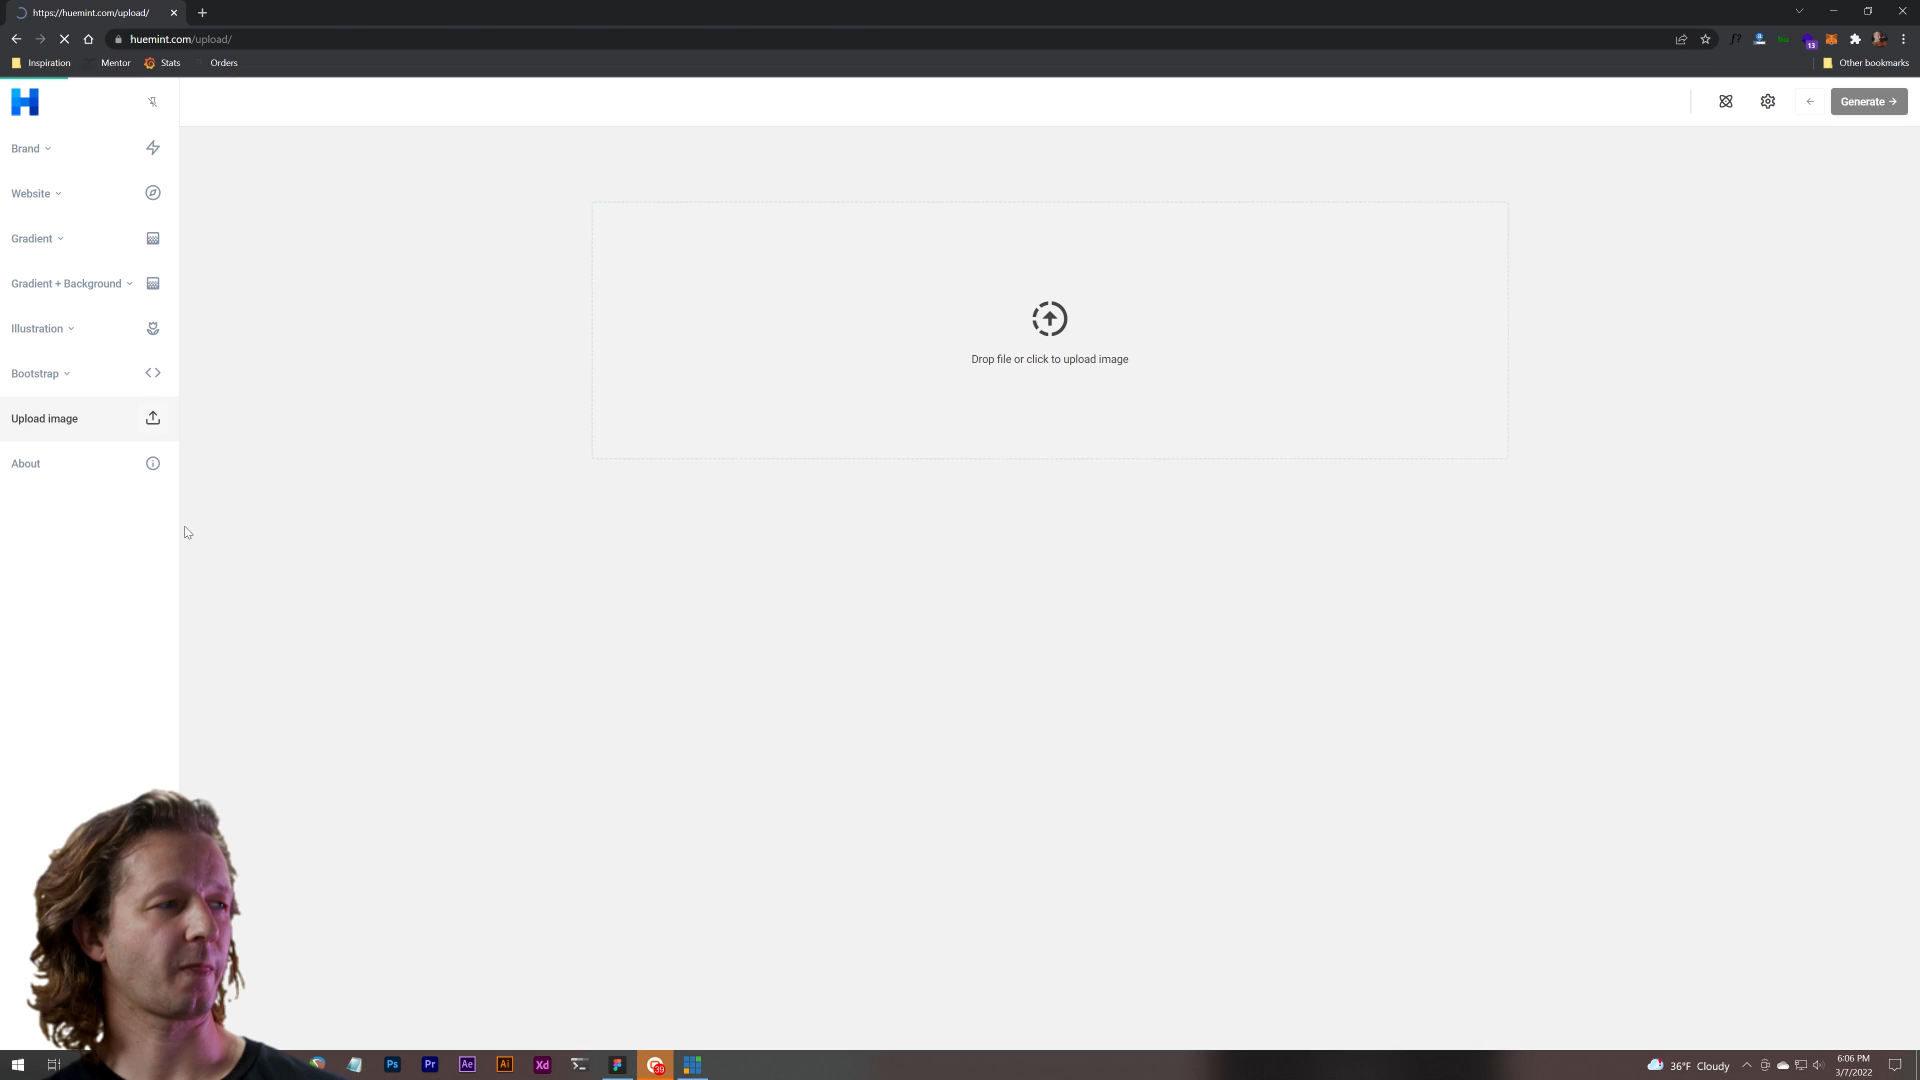 https://huemint.com/upload/
huemint.com/upload/
13
Inspiration
Mentor
Stats
Orders
Other bookmarks
H
Generate →
Brand
Website
Gradient
Gradient + Background
Illustration
Bootstrap
Upload image
About
Drop file or click to upload image
Ps
Pr
Ae
Ai
Xd
39
36°F Cloudy
6:06 PM
3/7/2022